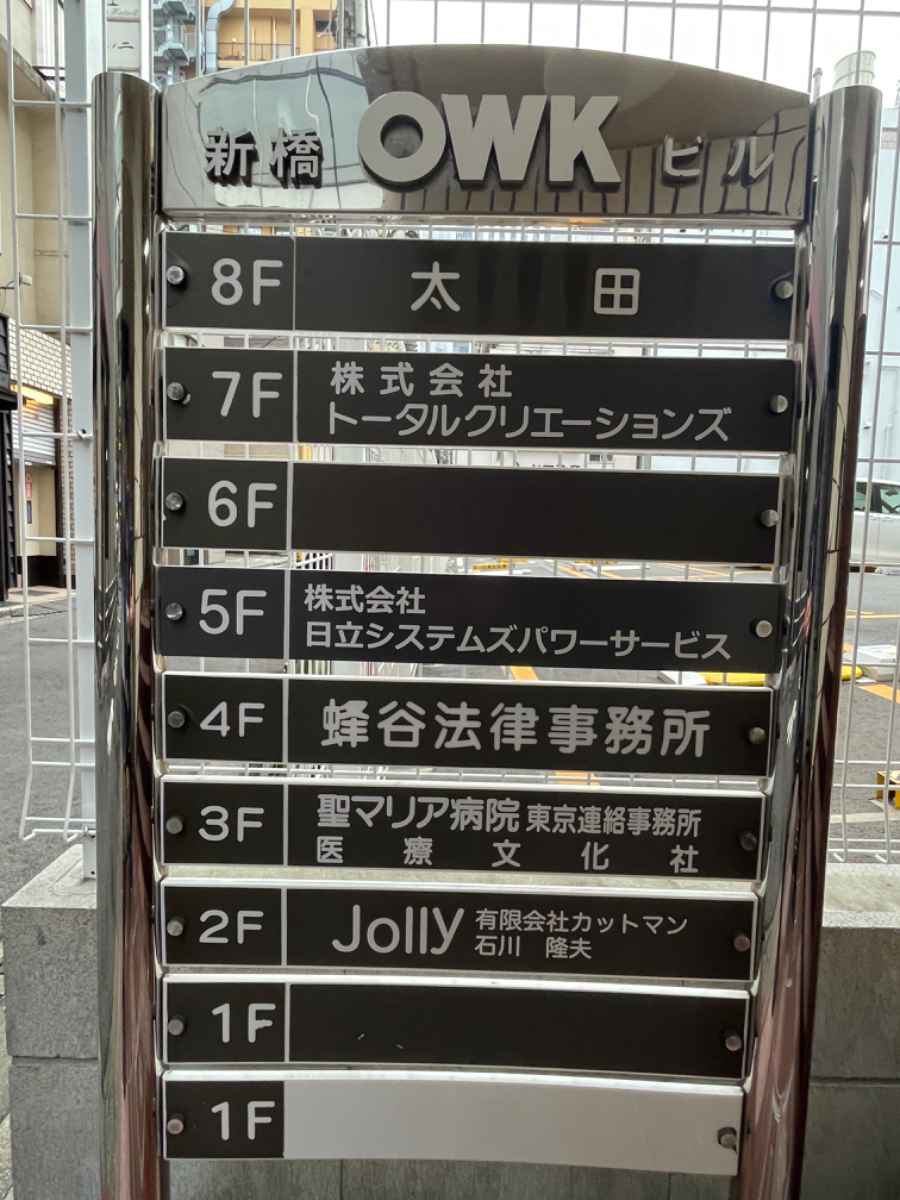 新橋 OWK ビル
8F 太田
7F 株式会社
トータルクリエーションズ
6F
5F 株式会社
日立システムズパワーサービス
4F 蜂谷法律事務所
3F 聖マリア病院 東京連絡事務所
医療文化社
2F Jolly 有限会社カットマン
石川 隆夫
1F
1F